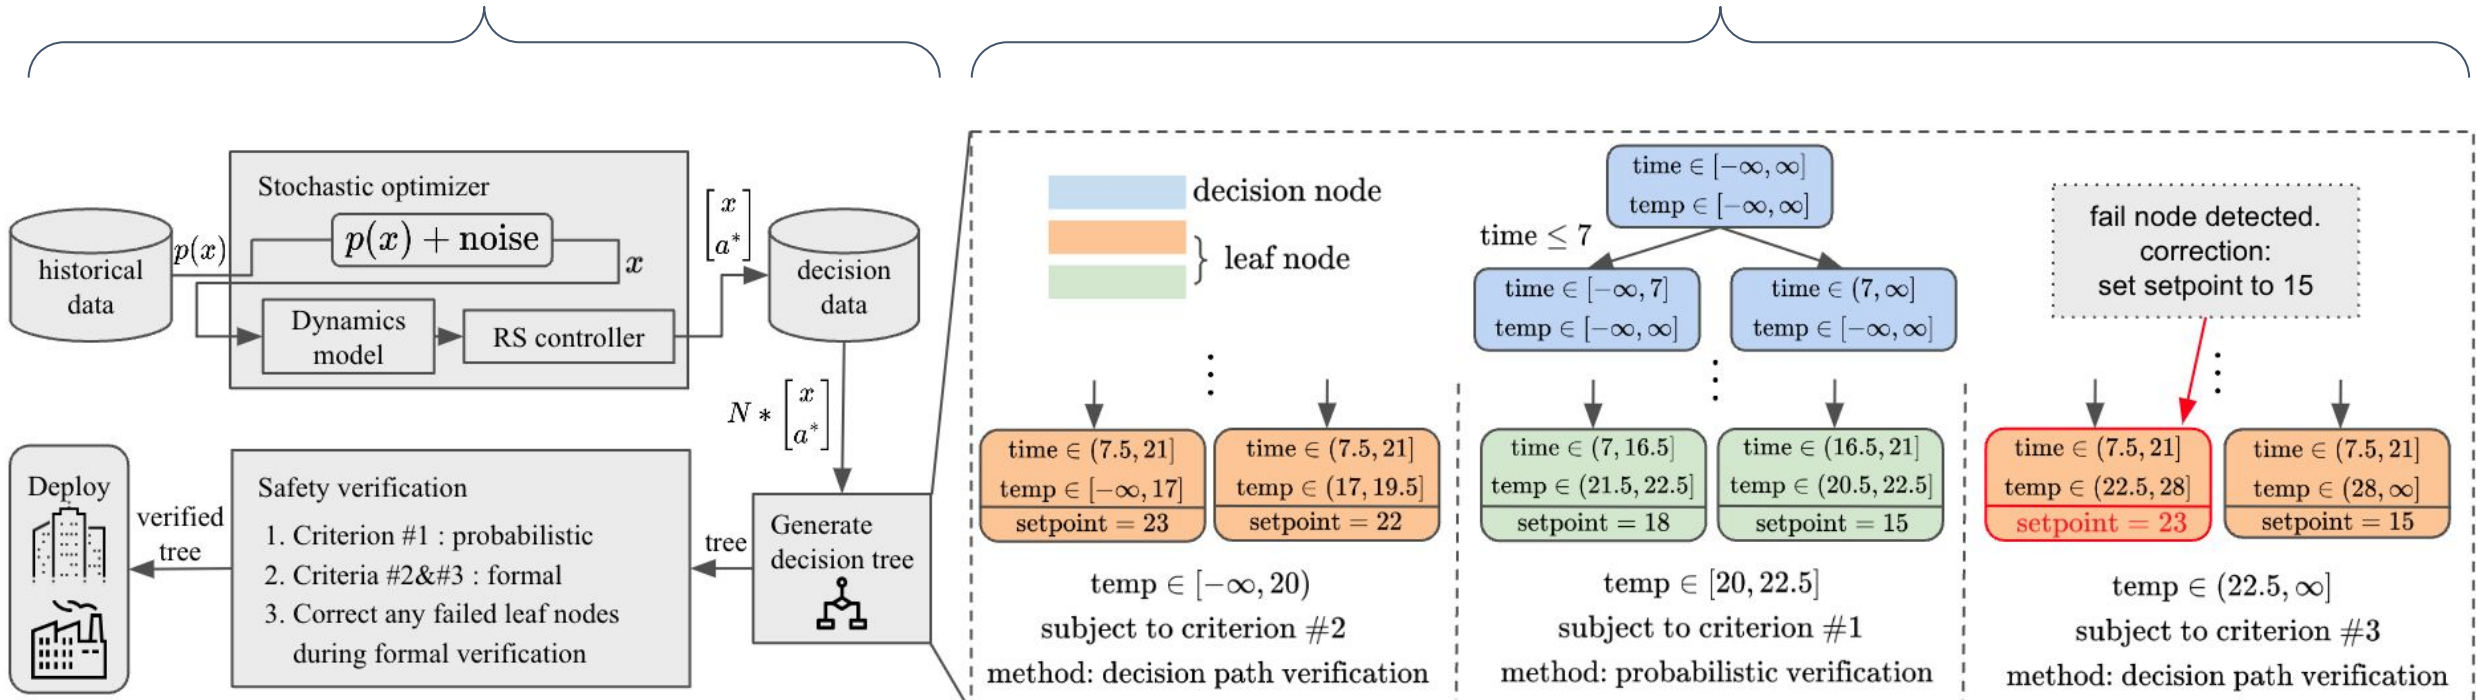 Stochastic optimizer
historical
data
p(x)
p(x) + noise
x
Dynamics
model
RS controller
[x
a*]
decision
data
N * [x
a*]
Generate
decision tree
tree
Safety verification
1. Criterion #1 : probabilistic
2. Criteria #2&#3 : formal
3. Correct any failed leaf nodes
during formal verification
verified
tree
Deploy
decision node
leaf node
time ∈ [−∞, ∞]
temp ∈ [−∞, ∞]
time ≤ 7
time ∈ [−∞, 7]
temp ∈ [−∞, ∞]
time ∈ (7, ∞]
temp ∈ [−∞, ∞]
fail node detected.
correction:
set setpoint to 15
time ∈ (7.5, 21]
temp ∈ [−∞, 17]
setpoint = 23
time ∈ (7.5, 21]
temp ∈ (17, 19.5]
setpoint = 22
temp ∈ [−∞, 20)
subject to criterion #2
method: decision path verification
time ∈ (7, 16.5]
temp ∈ (21.5, 22.5]
setpoint = 18
time ∈ (16.5, 21]
temp ∈ (20.5, 22.5]
setpoint = 15
temp ∈ [20, 22.5]
subject to criterion #1
method: probabilistic verification
time ∈ (7.5, 21]
temp ∈ (22.5, 28]
setpoint = 23
time ∈ (7.5, 21]
temp ∈ (28, ∞]
setpoint = 15
temp ∈ (22.5, ∞]
subject to criterion #3
method: decision path verification